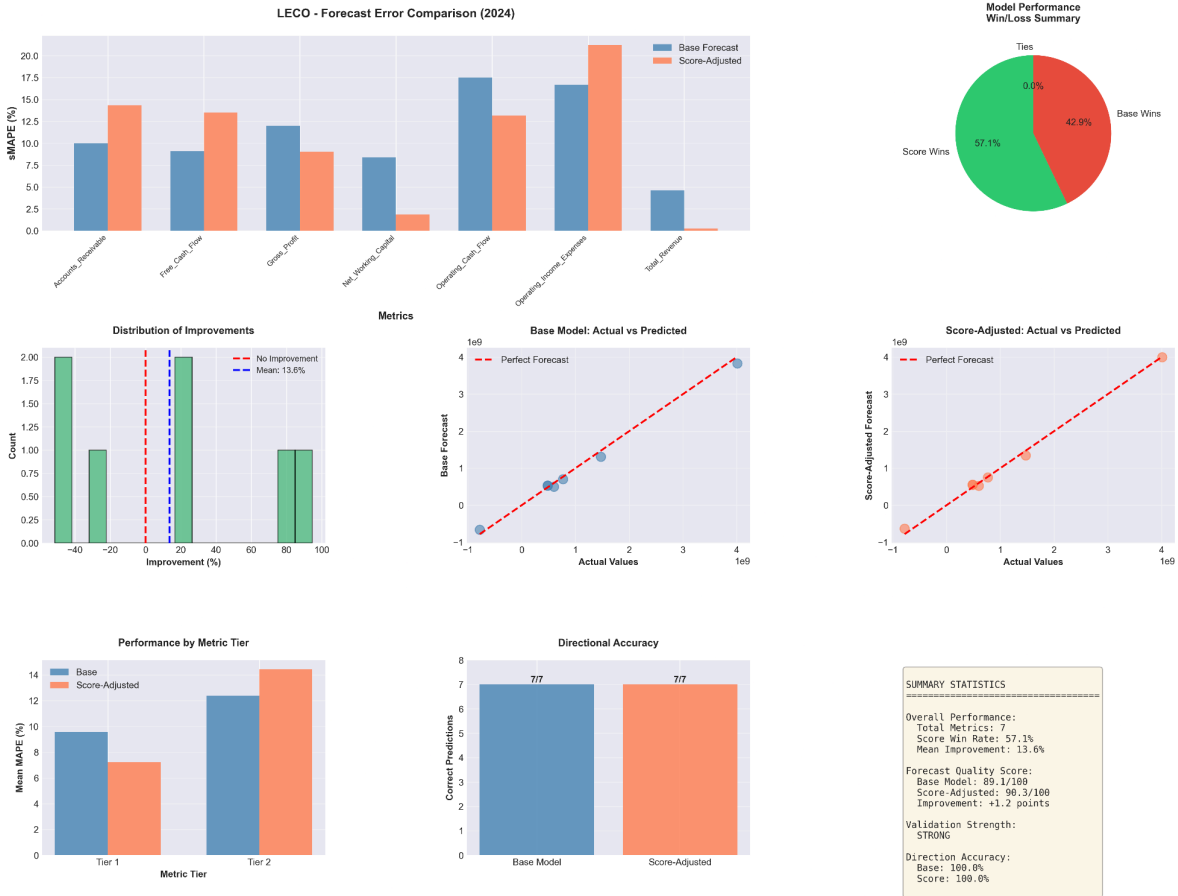 LECO - Forecast Error Comparison (2024)
sMAPE (%)
20.0
17.5
15.0
12.5
10.0
7.5
5.0
2.5
0.0
Base Forecast
Score-Adjusted
Accounts_Receivable
Free_Cash_Flow
Gross_Profit
Net_Working_Capital
Operating_Cash_Flow
Operating_Income_Expenses
Total_Revenue
Metrics
Model Performance
Win/Loss Summary
Ties
0.0%
Base Wins
42.9%
Score Wins
57.1%
Distribution of Improvements
Count
2.00
1.75
1.50
1.25
1.00
0.75
0.50
0.25
0.00
No Improvement
Mean: 13.6%
−40 −20 0 20 40 60 80 100
Improvement (%)
Base Model: Actual vs Predicted
1e9
Perfect Forecast
Base Forecast
4
3
2
1
0
−1
−1 0 1 2 3 4
1e9
Actual Values
Score-Adjusted: Actual vs Predicted
1e9
Perfect Forecast
Score-Adjusted Forecast
4
3
2
1
0
−1
−1 0 1 2 3 4
1e9
Actual Values
Performance by Metric Tier
Mean MAPE (%)
14
12
10
8
6
4
2
0
Base
Score-Adjusted
Tier 1 Tier 2
Metric Tier
Directional Accuracy
Correct Predictions
8
7
6
5
4
3
2
1
0
7/7 7/7
Base Model Score-Adjusted
SUMMARY STATISTICS
===================================
Overall Performance:
Total Metrics: 7
Score Win Rate: 57.1%
Mean Improvement: 13.6%
Forecast Quality Score:
Base Model: 89.1/100
Score-Adjusted: 90.3/100
Improvement: +1.2 points
Validation Strength:
STRONG
Direction Accuracy:
Base: 100.0%
Score: 100.0%